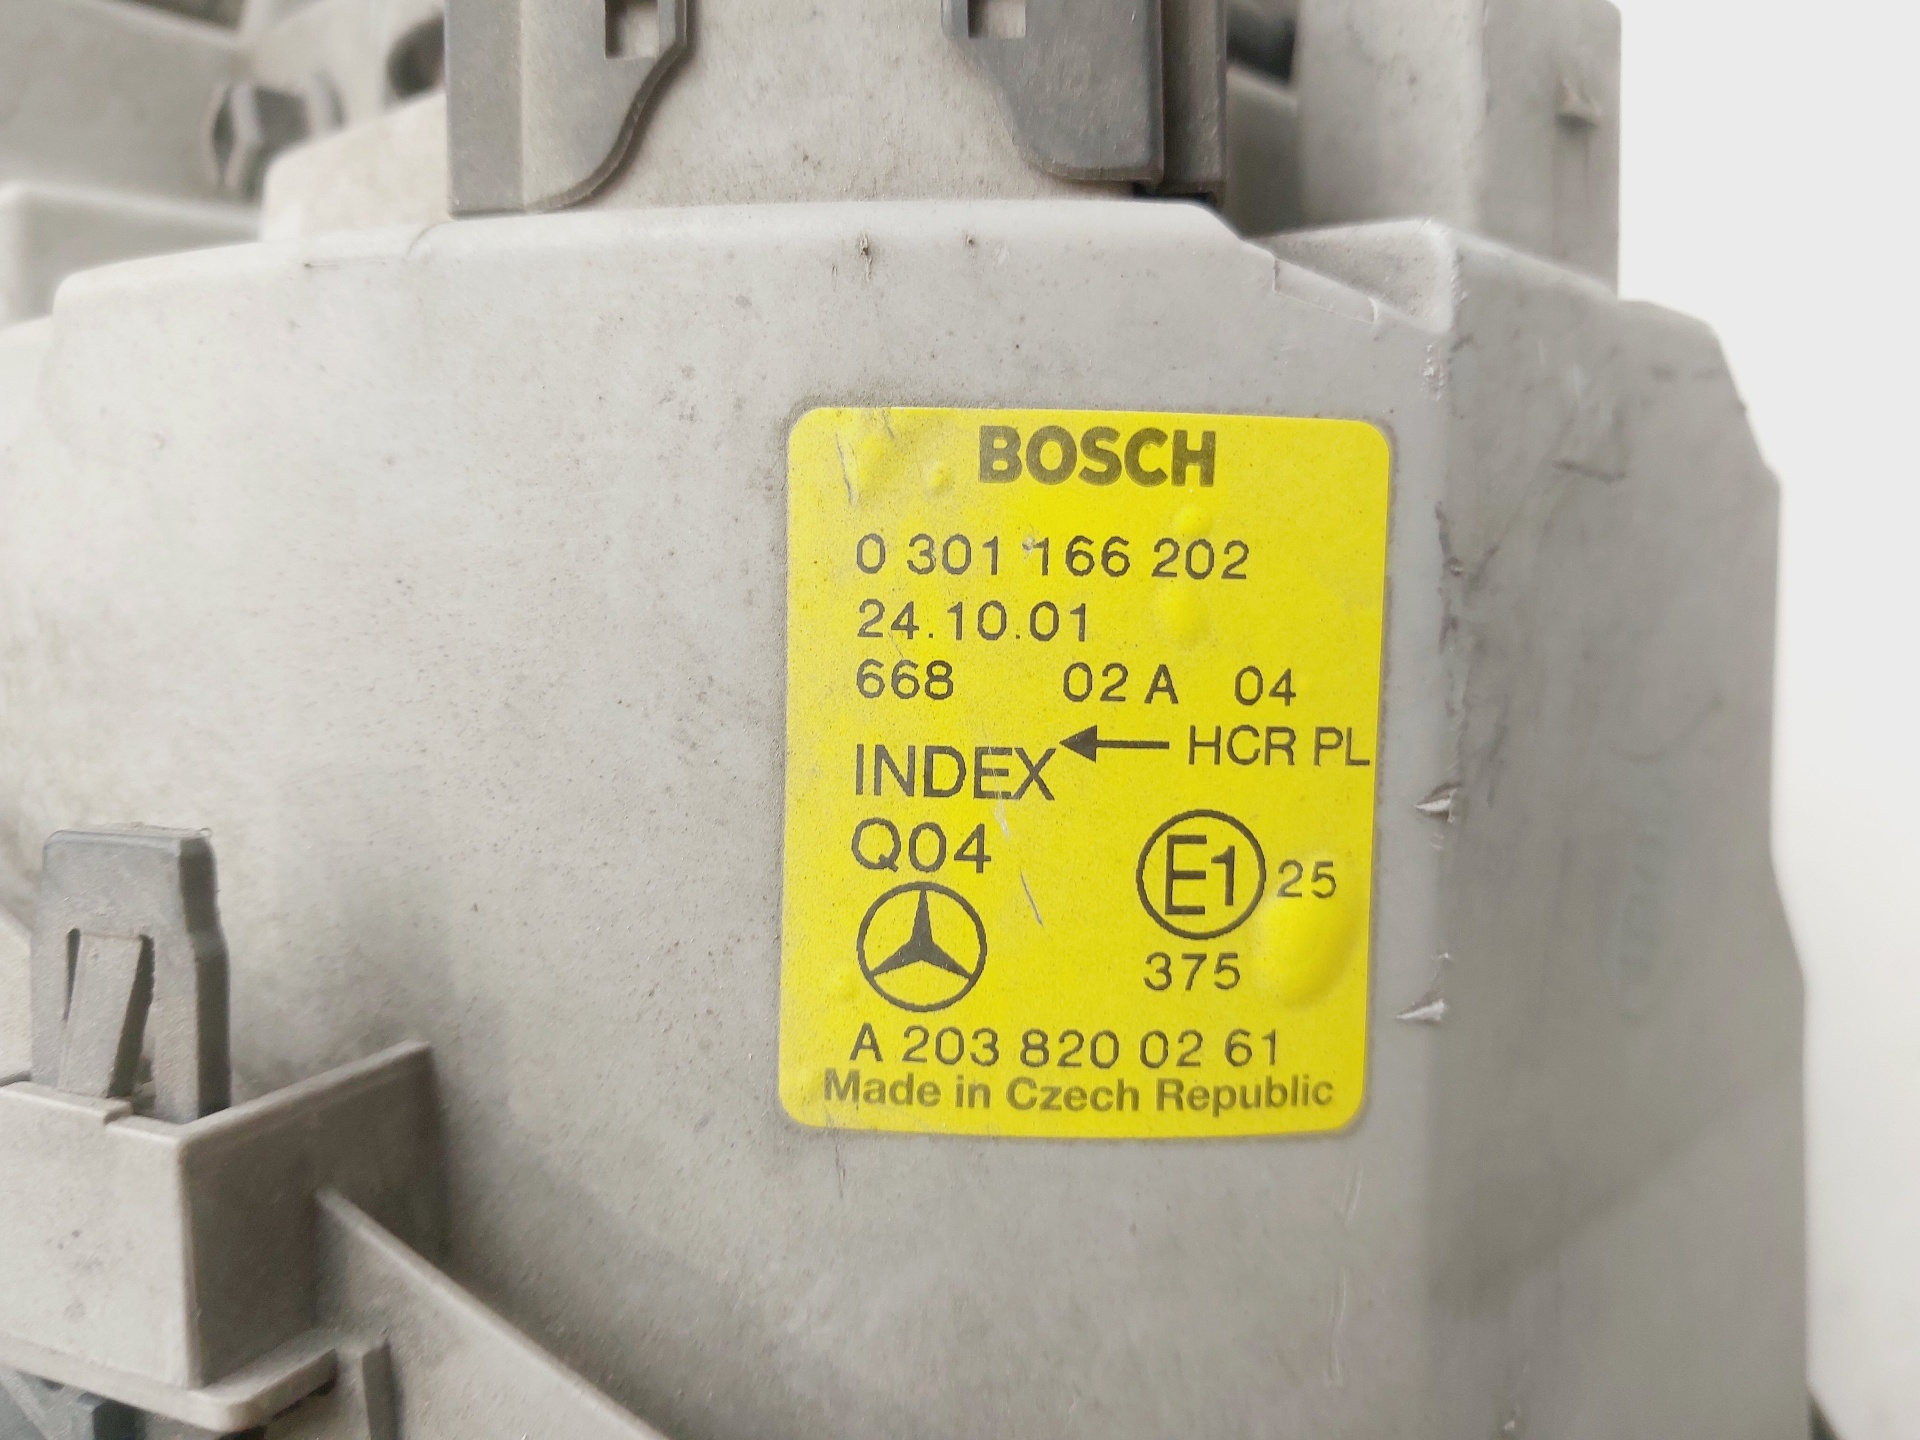 BOSCH
0 301 166 202
24.10.01
668 02 A 04
← HCR PL
INDEX
Q04
E1 25
375
A 203 820 02 61
Made in Czech Republic